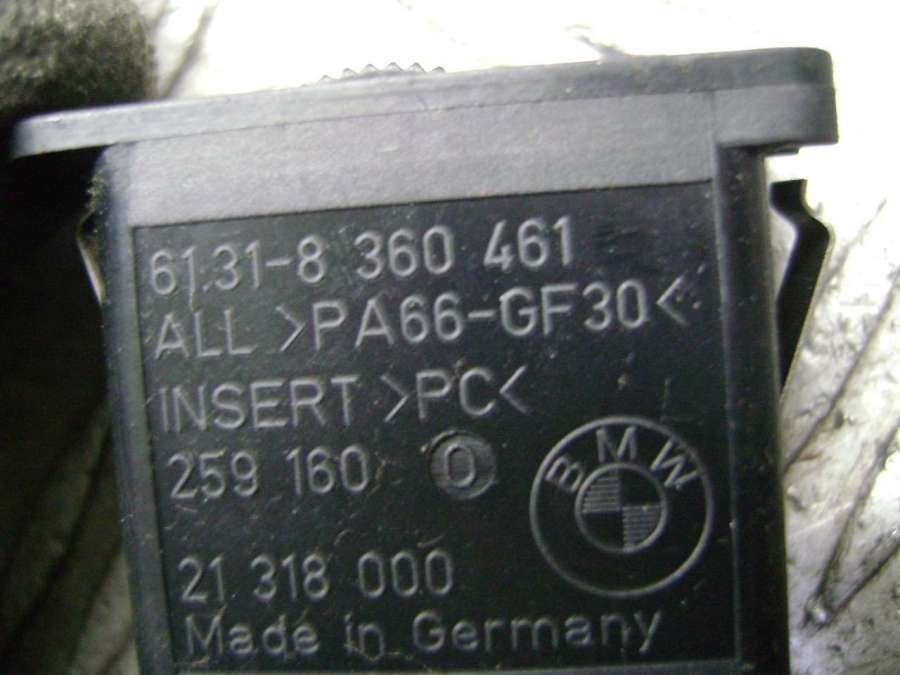 61.31-8 360 461
ALL >PA66-GF30<
INSERT >PC<
259 160 0
BMW
21 318 000
Made in Germany